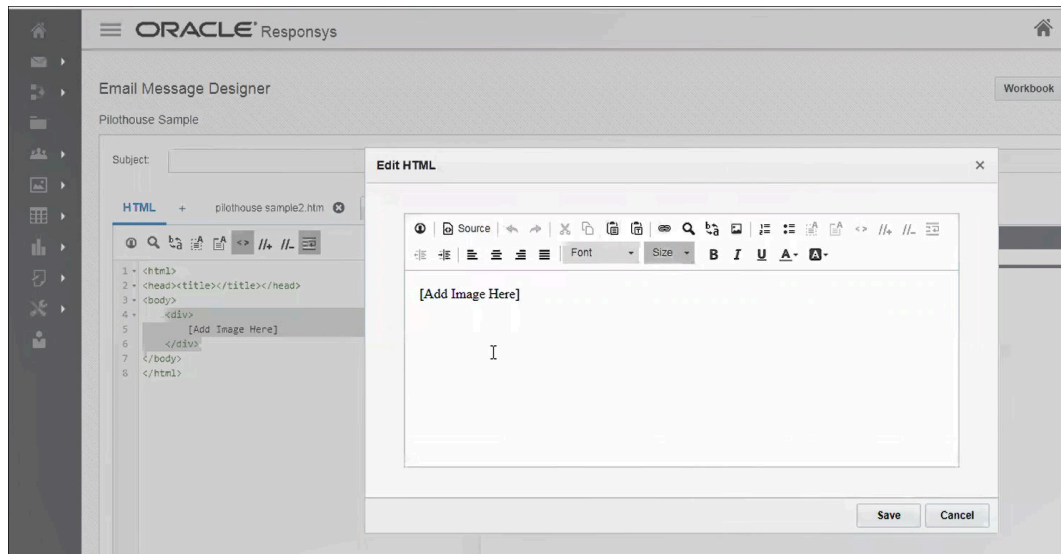 ORACLE® Responsys
Email Message Designer
Workbook
Pilothouse Sample
Subject:
HTML + pilothouse sample2.htm
1 <html>
2 <head><title></title></head>
3 <body>
4 <div>
5 [Add Image Here]
6 </div>
7 </body>
8 </html>
Edit HTML
Source
Font Size B I U A A
[Add Image Here]
Save Cancel